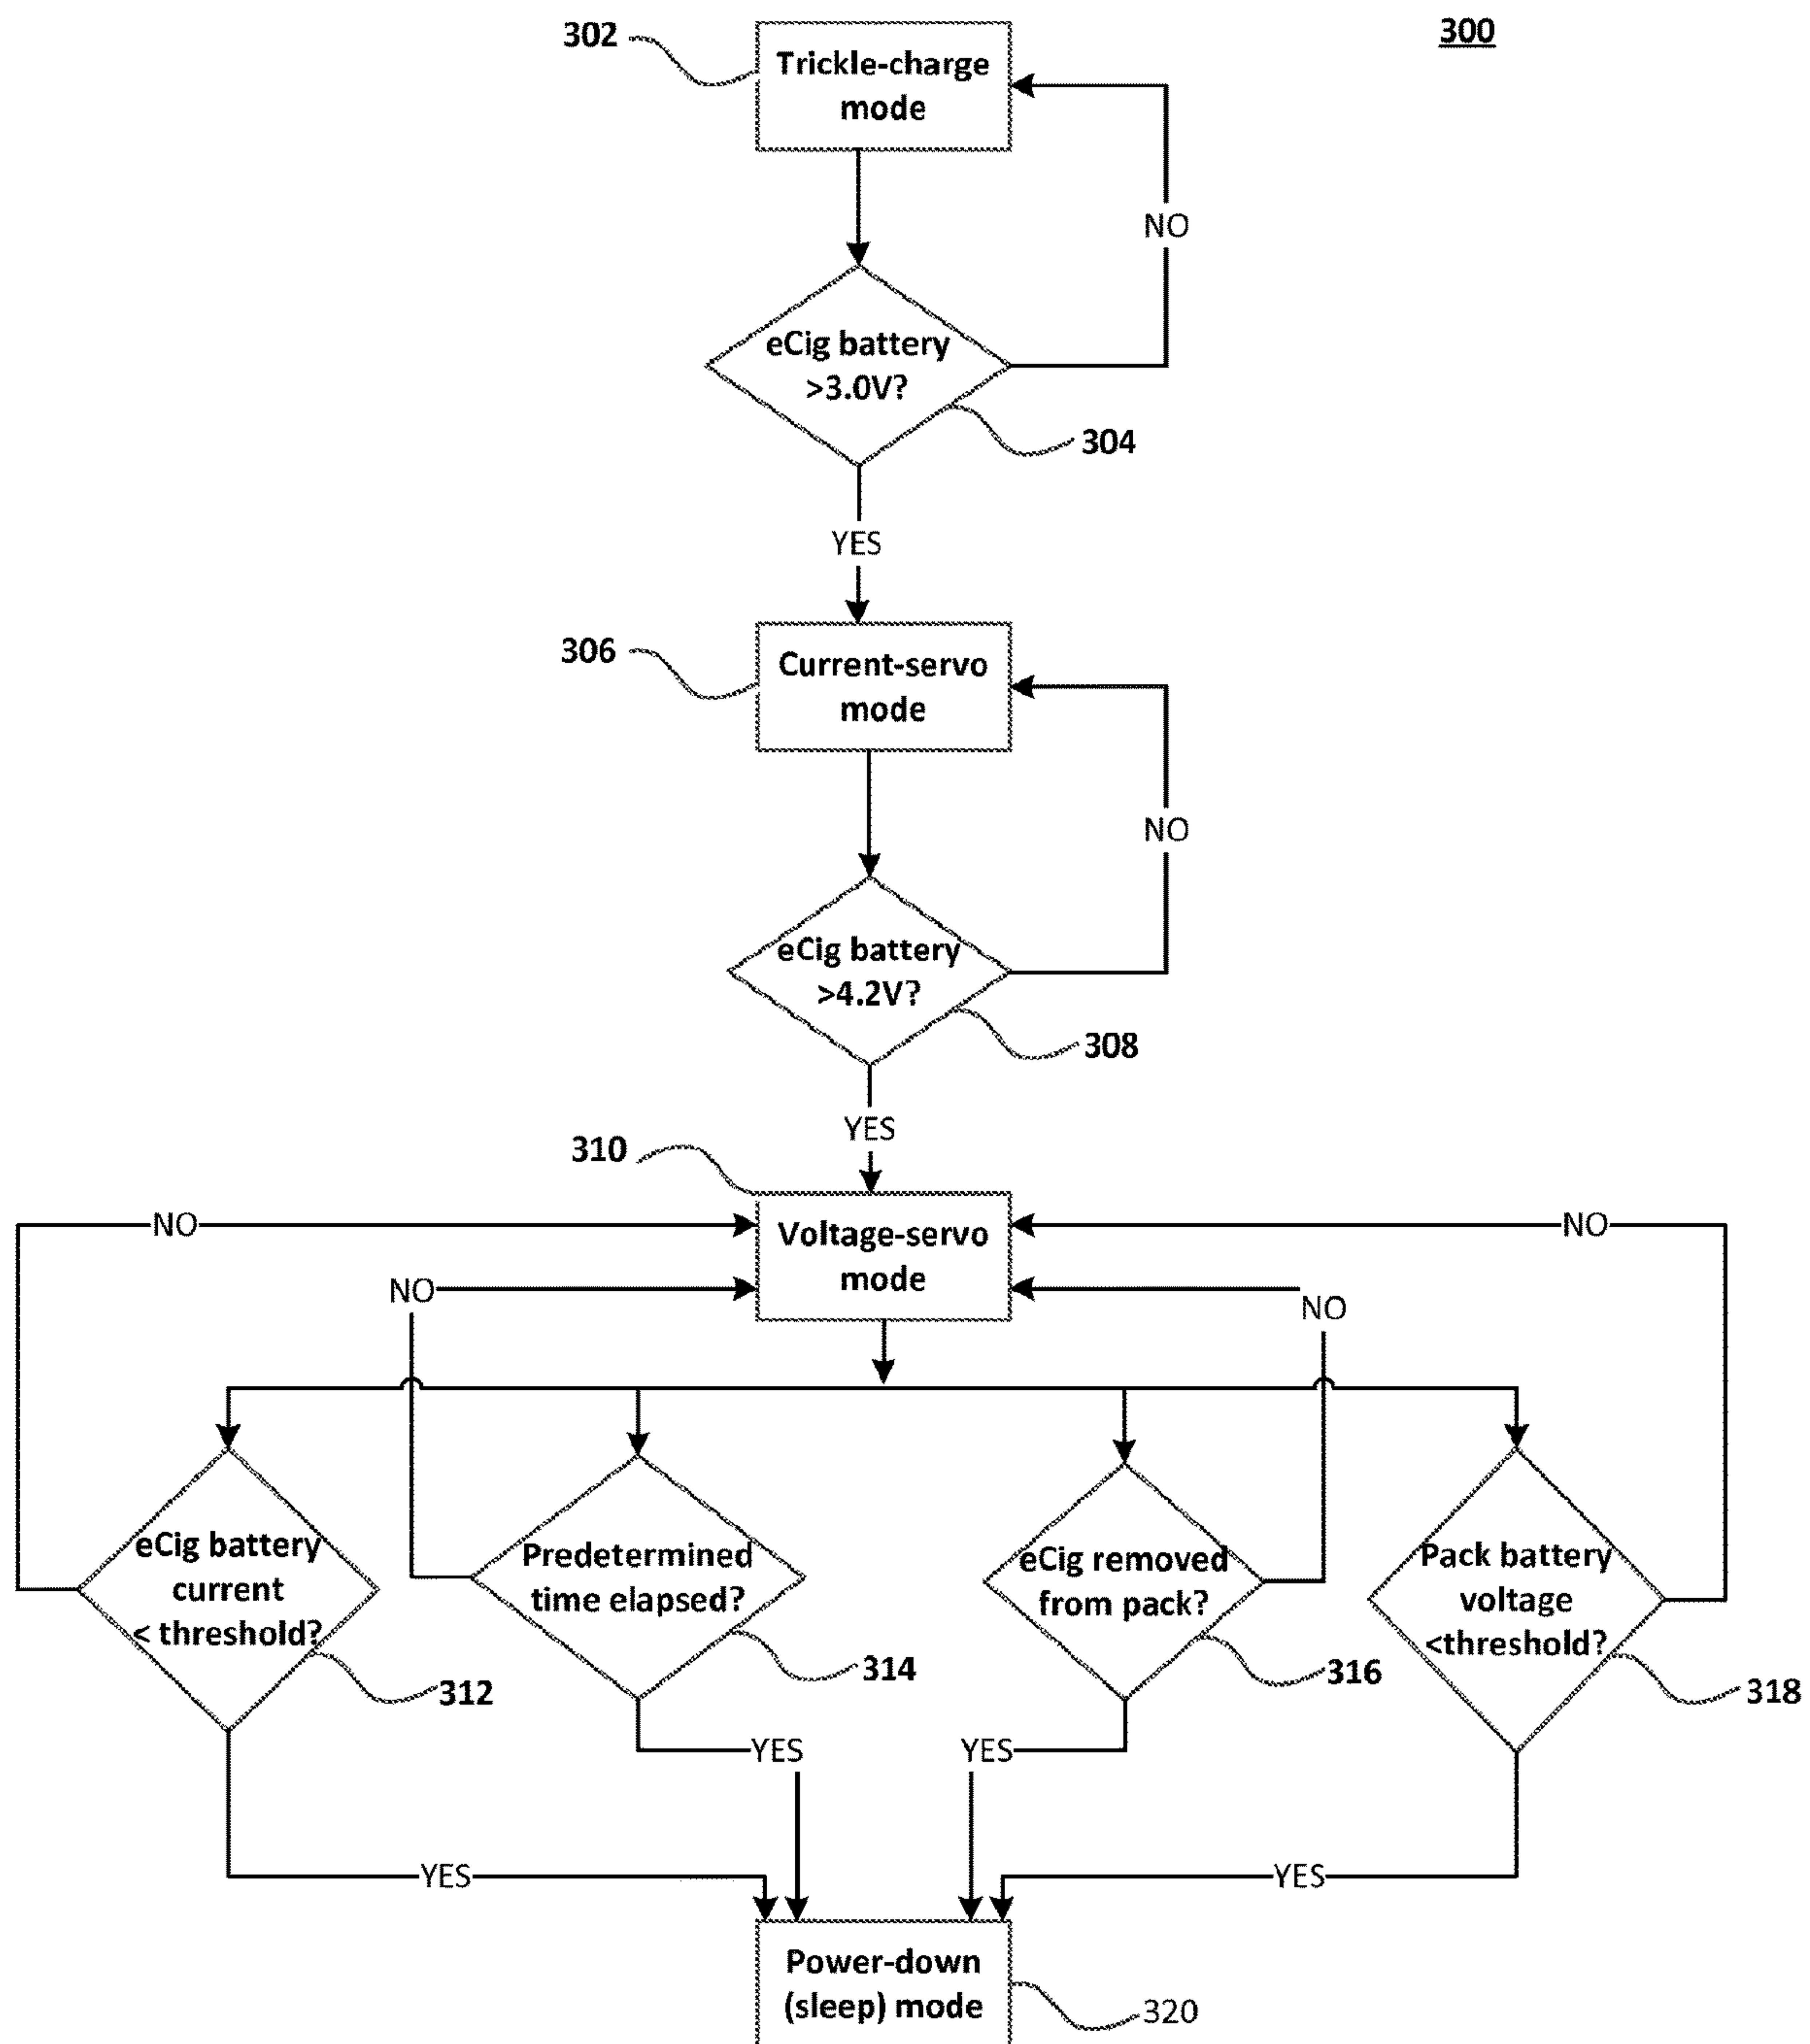 302
300
Trickle-charge
mode
NO
eCig battery
>3.0V?
304
YES
306
Current-servo
mode
NO
eCig battery
>4.2V?
308
YES
310
NO
Voltage-servo
mode
NO
NO
NO
eCig battery
current
< threshold?
312
Predetermined
time elapsed?
314
eCig removed
from pack?
316
Pack battery
voltage
<threshold?
318
YES
YES
YES
YES
Power-down
(sleep) mode
320